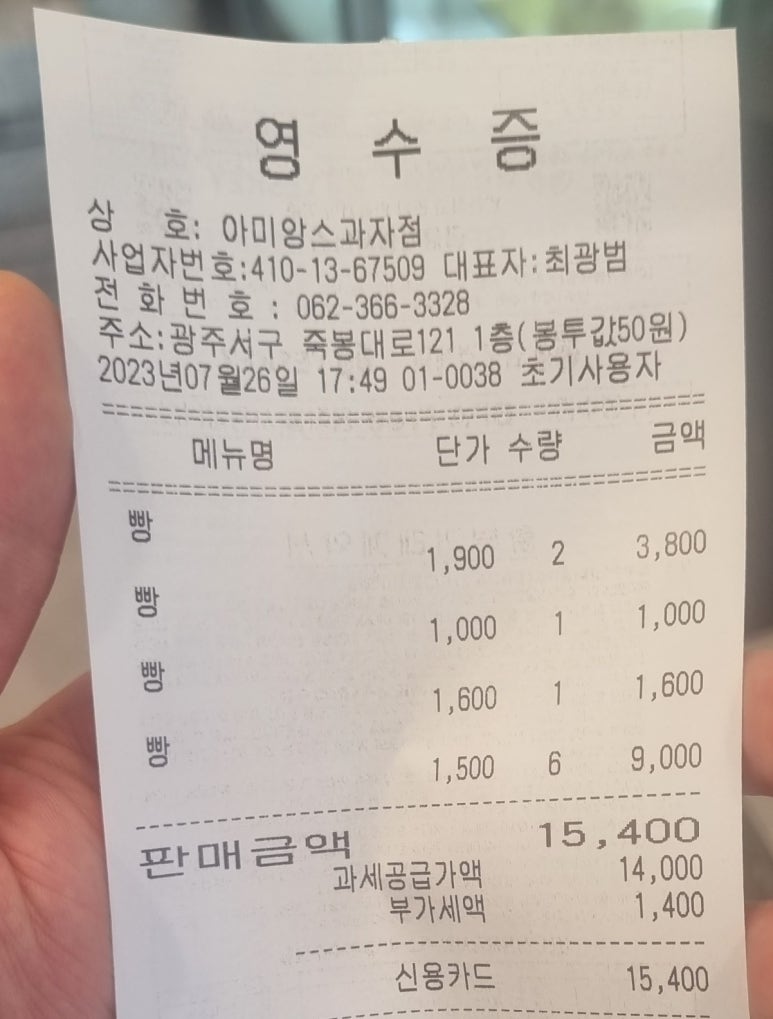 영 수 증
상 호: 아미앙스과자점
사업자번호:410-13-67509 대표자:최광범
전 화 번 호 : 062-366-3328
주소:광주서구 죽봉대로121 1층(봉투값50원)
2023년07월26일 17:49 01-0038 초기사용자
메뉴명 단가 수량 금액
빵
1,900 2 3,800
빵
1,000 1 1,000
빵
1,600 1 1,600
빵
1,500 6 9,000
판매금액 15,400
과세공급가액 14,000
부가세액 1,400
신용카드 15,400